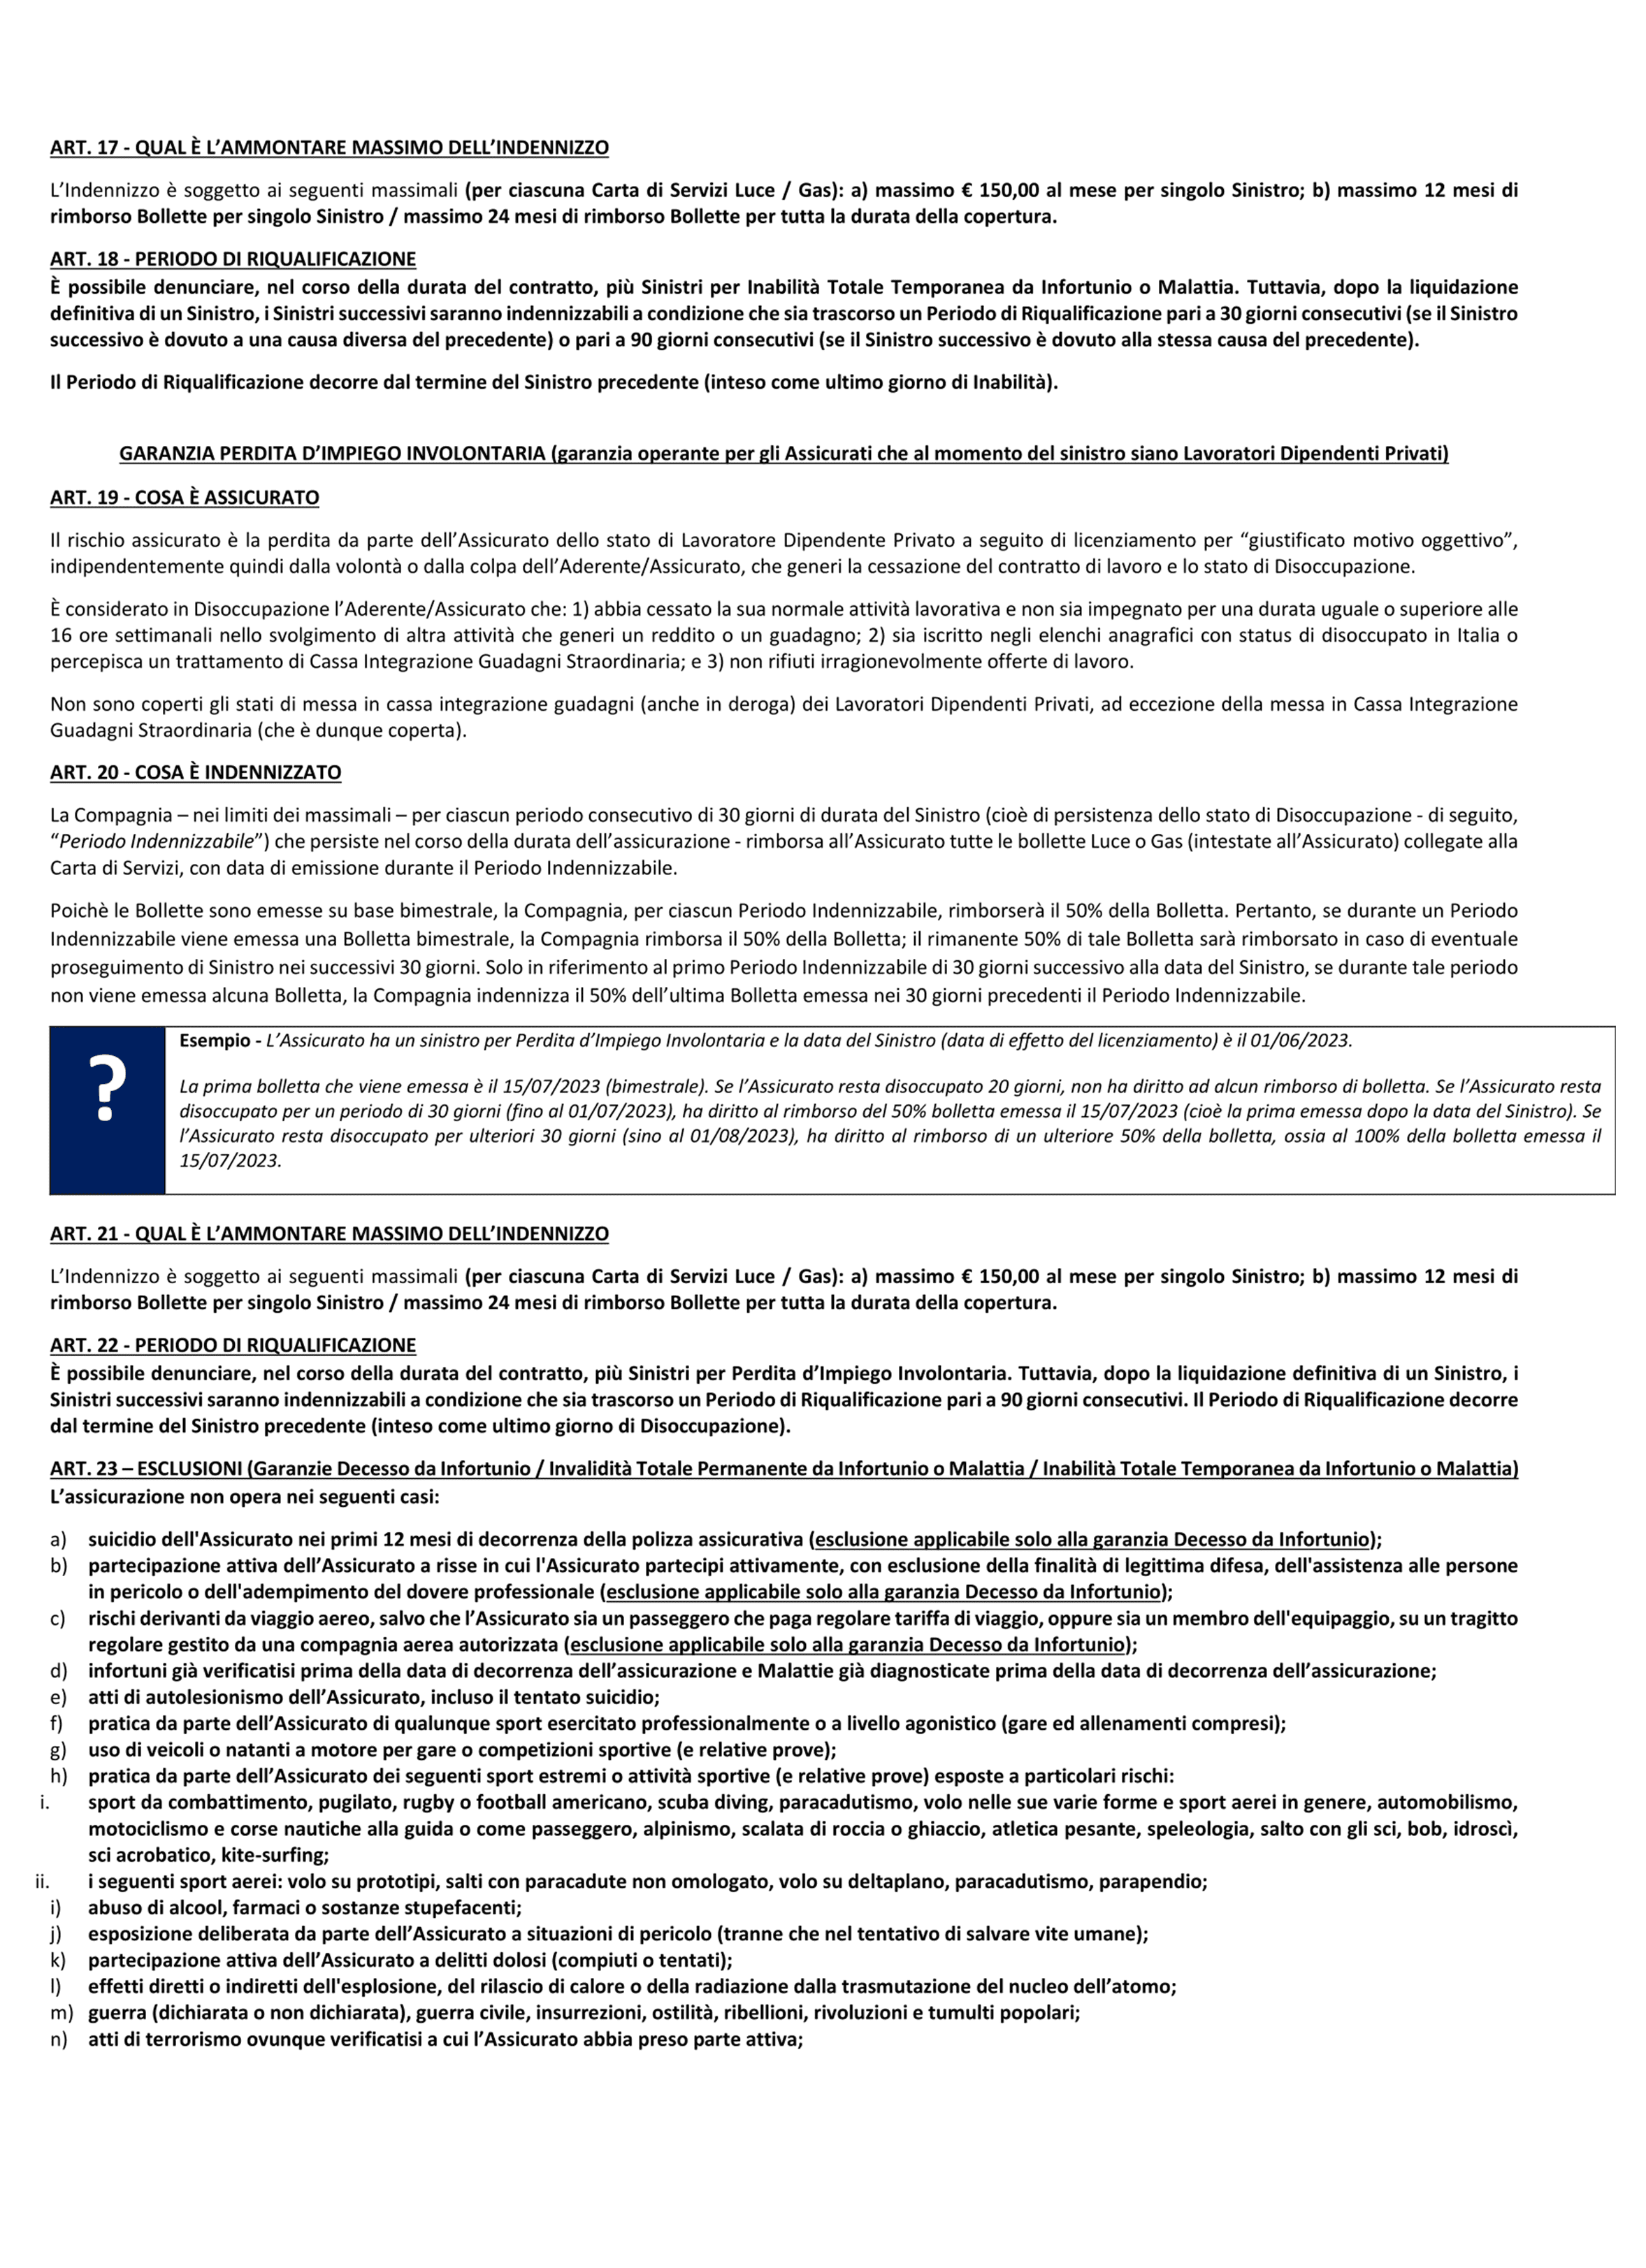 ART. 17 - QUAL È L’AMMONTARE MASSIMO DELL’INDENNIZZO
L’Indennizzo è soggetto ai seguenti massimali (per ciascuna Carta di Servizi Luce / Gas): a) massimo € 150,00 al mese per singolo Sinistro; b) massimo 12 mesi di
rimborso Bollette per singolo Sinistro / massimo 24 mesi di rimborso Bollette per tutta la durata della copertura.
ART. 18 - PERIODO DI RIQUALIFICAZIONE
È possibile denunciare, nel corso della durata del contratto, più Sinistri per Inabilità Totale Temporanea da Infortunio o Malattia. Tuttavia, dopo la liquidazione
definitiva di un Sinistro, i Sinistri successivi saranno indennizzabili a condizione che sia trascorso un Periodo di Riqualificazione pari a 30 giorni consecutivi (se il Sinistro
successivo è dovuto a una causa diversa del precedente) o pari a 90 giorni consecutivi (se il Sinistro successivo è dovuto alla stessa causa del precedente).
Il Periodo di Riqualificazione decorre dal termine del Sinistro precedente (inteso come ultimo giorno di Inabilità).
GARANZIA PERDITA D’IMPIEGO INVOLONTARIA (garanzia operante per gli Assicurati che al momento del sinistro siano Lavoratori Dipendenti Privati)
ART. 19 - COSA È ASSICURATO
Il rischio assicurato è la perdita da parte dell’Assicurato dello stato di Lavoratore Dipendente Privato a seguito di licenziamento per “giustificato motivo oggettivo”,
indipendentemente quindi dalla volontà o dalla colpa dell’Aderente/Assicurato, che generi la cessazione del contratto di lavoro e lo stato di Disoccupazione.
È considerato in Disoccupazione l’Aderente/Assicurato che: 1) abbia cessato la sua normale attività lavorativa e non sia impegnato per una durata uguale o superiore alle
16 ore settimanali nello svolgimento di altra attività che generi un reddito o un guadagno; 2) sia iscritto negli elenchi anagrafici con status di disoccupato in Italia o
percepisca un trattamento di Cassa Integrazione Guadagni Straordinaria; e 3) non rifiuti irragionevolmente offerte di lavoro.
Non sono coperti gli stati di messa in cassa integrazione guadagni (anche in deroga) dei Lavoratori Dipendenti Privati, ad eccezione della messa in Cassa Integrazione
Guadagni Straordinaria (che è dunque coperta).
ART. 20 - COSA È INDENNIZZATO
La Compagnia – nei limiti dei massimali – per ciascun periodo consecutivo di 30 giorni di durata del Sinistro (cioè di persistenza dello stato di Disoccupazione - di seguito,
“Periodo Indennizzabile”) che persiste nel corso della durata dell’assicurazione - rimborsa all’Assicurato tutte le bollette Luce o Gas (intestate all’Assicurato) collegate alla
Carta di Servizi, con data di emissione durante il Periodo Indennizzabile.
Poichè le Bollette sono emesse su base bimestrale, la Compagnia, per ciascun Periodo Indennizzabile, rimborserà il 50% della Bolletta. Pertanto, se durante un Periodo
Indennizzabile viene emessa una Bolletta bimestrale, la Compagnia rimborsa il 50% della Bolletta; il rimanente 50% di tale Bolletta sarà rimborsato in caso di eventuale
proseguimento di Sinistro nei successivi 30 giorni. Solo in riferimento al primo Periodo Indennizzabile di 30 giorni successivo alla data del Sinistro, se durante tale periodo
non viene emessa alcuna Bolletta, la Compagnia indennizza il 50% dell’ultima Bolletta emessa nei 30 giorni precedenti il Periodo Indennizzabile.
?
Esempio - L’Assicurato ha un sinistro per Perdita d’Impiego Involontaria e la data del Sinistro (data di effetto del licenziamento) è il 01/06/2023.
La prima bolletta che viene emessa è il 15/07/2023 (bimestrale). Se l’Assicurato resta disoccupato 20 giorni, non ha diritto ad alcun rimborso di bolletta. Se l’Assicurato resta
disoccupato per un periodo di 30 giorni (fino al 01/07/2023), ha diritto al rimborso del 50% bolletta emessa il 15/07/2023 (cioè la prima emessa dopo la data del Sinistro). Se
l’Assicurato resta disoccupato per ulteriori 30 giorni (sino al 01/08/2023), ha diritto al rimborso di un ulteriore 50% della bolletta, ossia al 100% della bolletta emessa il
15/07/2023.
ART. 21 - QUAL È L’AMMONTARE MASSIMO DELL’INDENNIZZO
L’Indennizzo è soggetto ai seguenti massimali (per ciascuna Carta di Servizi Luce / Gas): a) massimo € 150,00 al mese per singolo Sinistro; b) massimo 12 mesi di
rimborso Bollette per singolo Sinistro / massimo 24 mesi di rimborso Bollette per tutta la durata della copertura.
ART. 22 - PERIODO DI RIQUALIFICAZIONE
È possibile denunciare, nel corso della durata del contratto, più Sinistri per Perdita d’Impiego Involontaria. Tuttavia, dopo la liquidazione definitiva di un Sinistro, i
Sinistri successivi saranno indennizzabili a condizione che sia trascorso un Periodo di Riqualificazione pari a 90 giorni consecutivi. Il Periodo di Riqualificazione decorre
dal termine del Sinistro precedente (inteso come ultimo giorno di Disoccupazione).
ART. 23 – ESCLUSIONI (Garanzie Decesso da Infortunio / Invalidità Totale Permanente da Infortunio o Malattia / Inabilità Totale Temporanea da Infortunio o Malattia)
L’assicurazione non opera nei seguenti casi:
a) suicidio dell'Assicurato nei primi 12 mesi di decorrenza della polizza assicurativa (esclusione applicabile solo alla garanzia Decesso da Infortunio);
b) partecipazione attiva dell’Assicurato a risse in cui l'Assicurato partecipi attivamente, con esclusione della finalità di legittima difesa, dell'assistenza alle persone
in pericolo o dell'adempimento del dovere professionale (esclusione applicabile solo alla garanzia Decesso da Infortunio);
c) rischi derivanti da viaggio aereo, salvo che l’Assicurato sia un passeggero che paga regolare tariffa di viaggio, oppure sia un membro dell'equipaggio, su un tragitto
regolare gestito da una compagnia aerea autorizzata (esclusione applicabile solo alla garanzia Decesso da Infortunio);
d) infortuni già verificatisi prima della data di decorrenza dell’assicurazione e Malattie già diagnosticate prima della data di decorrenza dell’assicurazione;
e) atti di autolesionismo dell’Assicurato, incluso il tentato suicidio;
f) pratica da parte dell’Assicurato di qualunque sport esercitato professionalmente o a livello agonistico (gare ed allenamenti compresi);
g) uso di veicoli o natanti a motore per gare o competizioni sportive (e relative prove);
h) pratica da parte dell’Assicurato dei seguenti sport estremi o attività sportive (e relative prove) esposte a particolari rischi:
i. sport da combattimento, pugilato, rugby o football americano, scuba diving, paracadutismo, volo nelle sue varie forme e sport aerei in genere, automobilismo,
motociclismo e corse nautiche alla guida o come passeggero, alpinismo, scalata di roccia o ghiaccio, atletica pesante, speleologia, salto con gli sci, bob, idroscì,
sci acrobatico, kite-surfing;
ii. i seguenti sport aerei: volo su prototipi, salti con paracadute non omologato, volo su deltaplano, paracadutismo, parapendio;
i) abuso di alcool, farmaci o sostanze stupefacenti;
j) esposizione deliberata da parte dell’Assicurato a situazioni di pericolo (tranne che nel tentativo di salvare vite umane);
k) partecipazione attiva dell’Assicurato a delitti dolosi (compiuti o tentati);
l) effetti diretti o indiretti dell'esplosione, del rilascio di calore o della radiazione dalla trasmutazione del nucleo dell’atomo;
m) guerra (dichiarata o non dichiarata), guerra civile, insurrezioni, ostilità, ribellioni, rivoluzioni e tumulti popolari;
n) atti di terrorismo ovunque verificatisi a cui l’Assicurato abbia preso parte attiva;